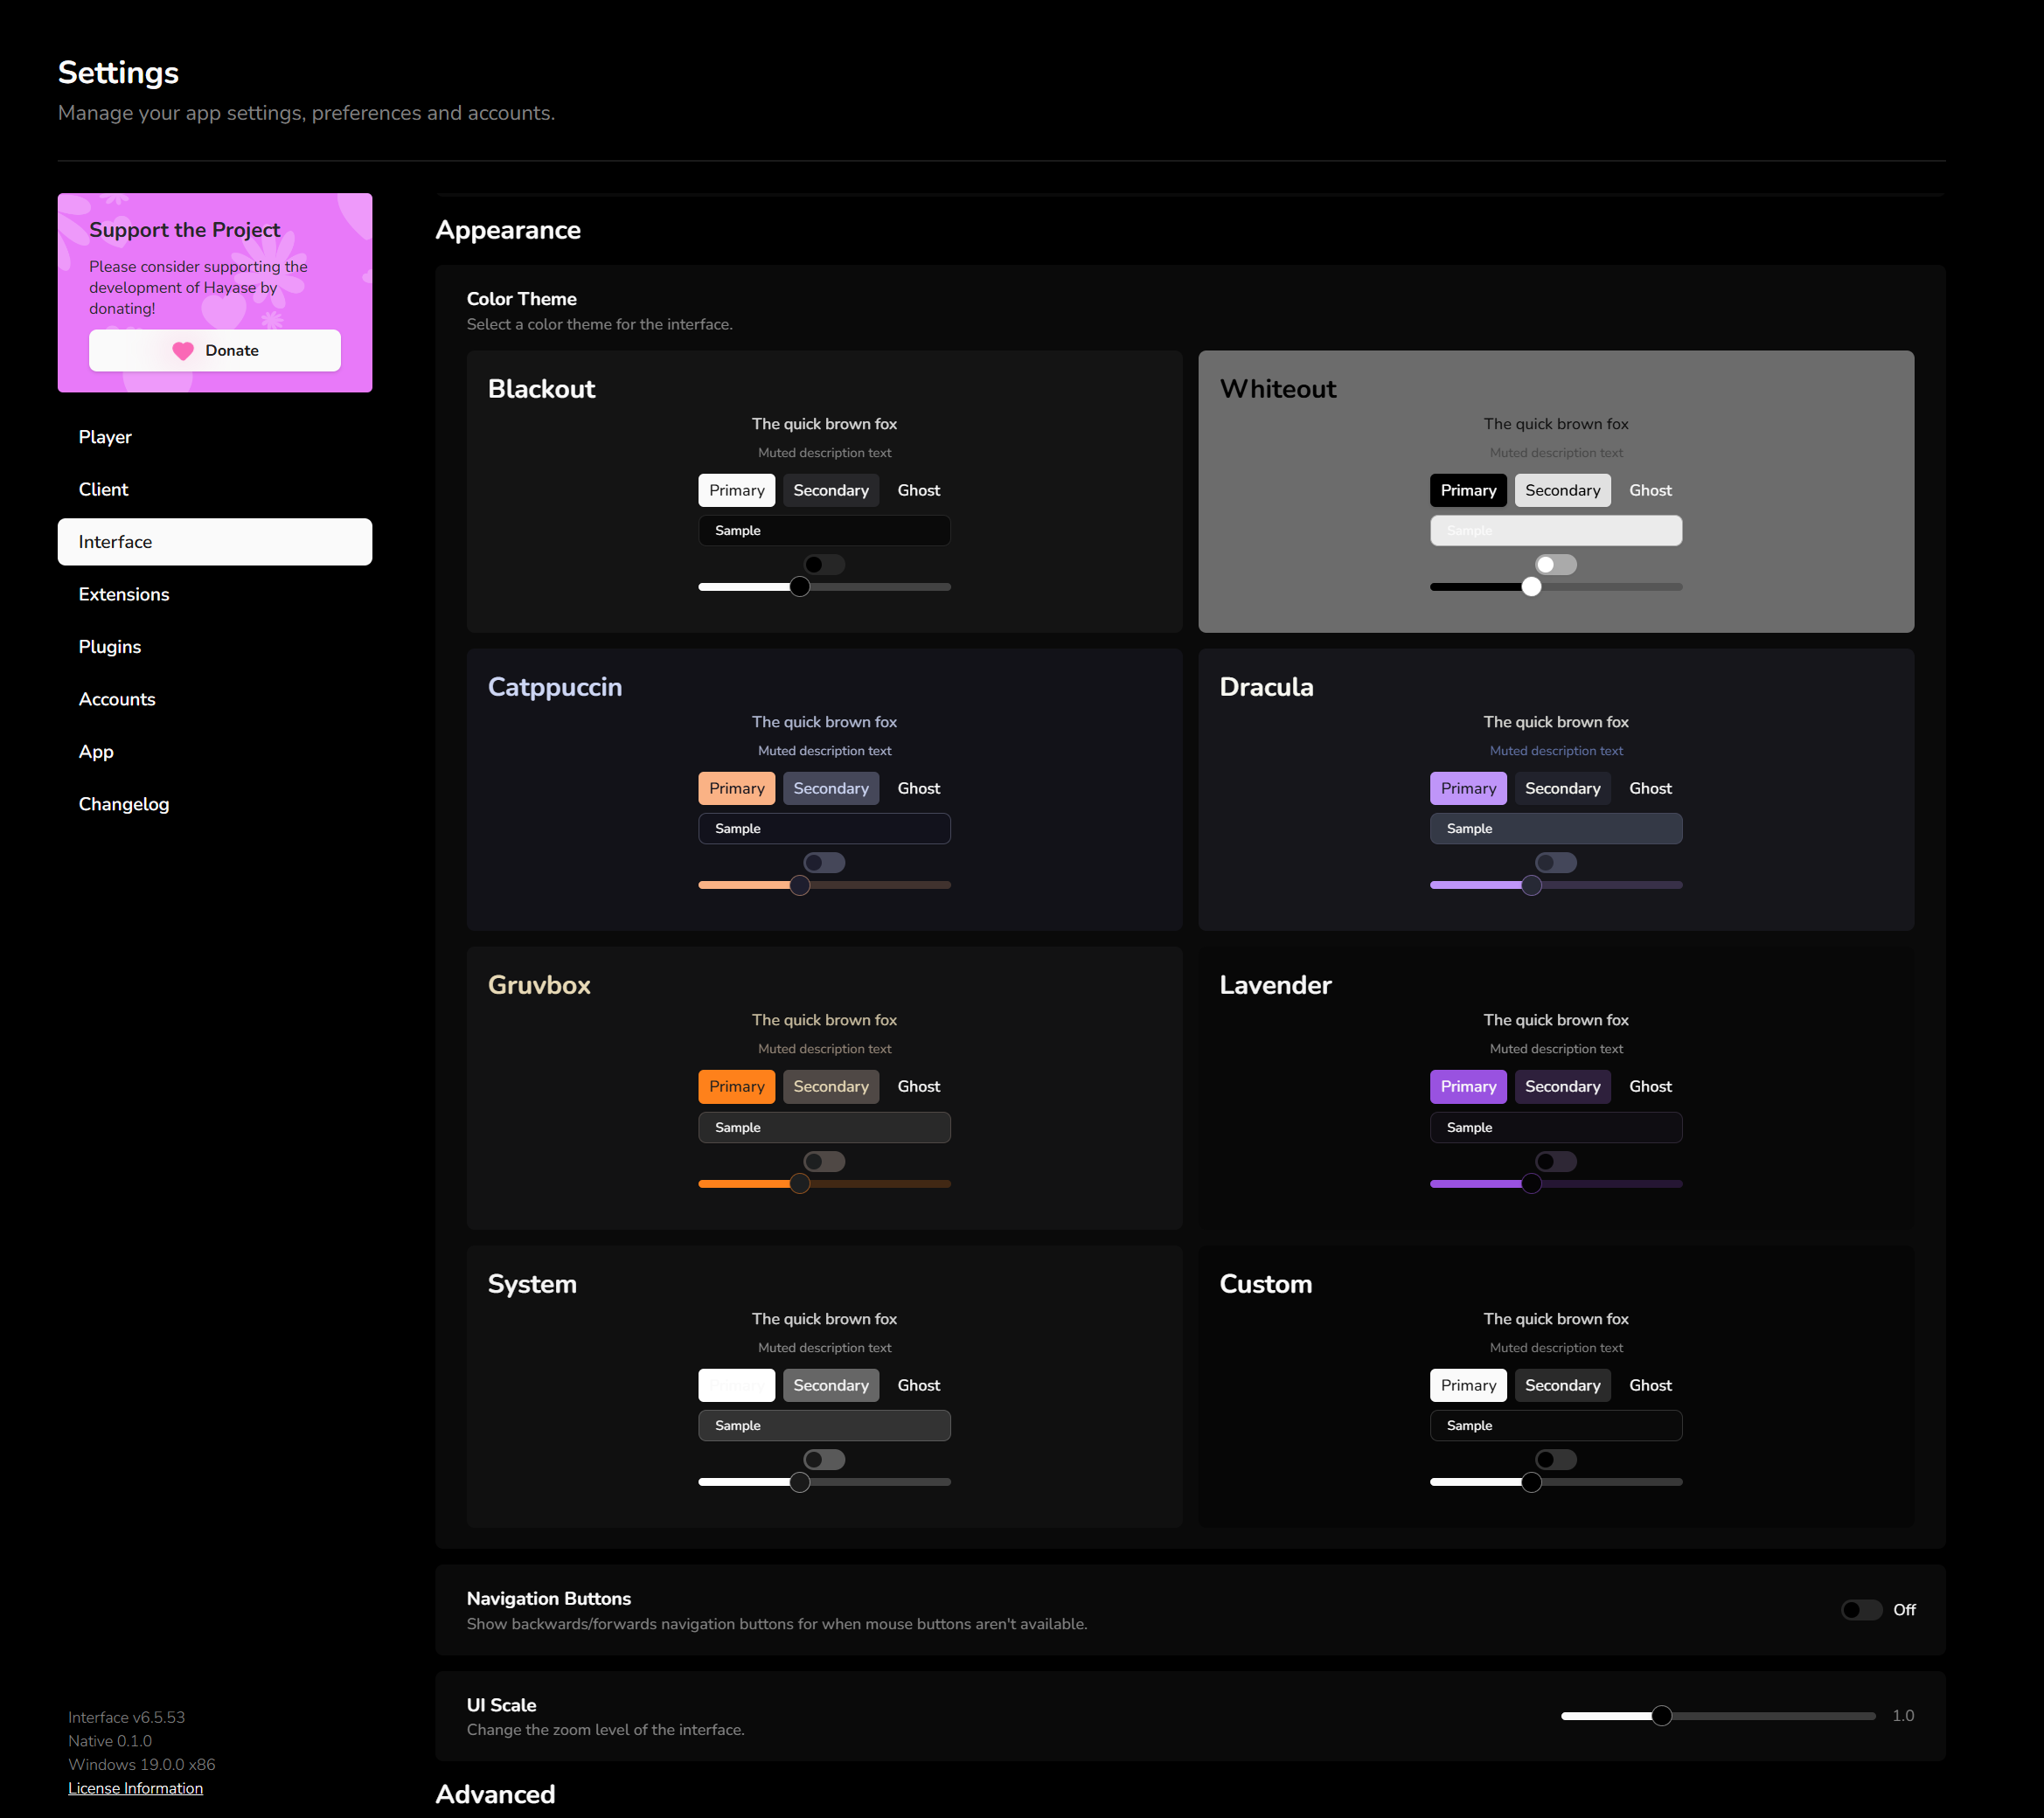 Settings
Manage your app settings, preferences and accounts.
Support the Project
Please consider supporting the
development of Hayase by
donating!
Donate
Player
Client
Interface
Extensions
Plugins
Accounts
App
Changelog
Interface v6.5.53
Native 0.1.0
Windows 19.0.0 x86
License Information
Appearance
Color Theme
Select a color theme for the interface.
Blackout
The quick brown fox
Muted description text
Primary Secondary Ghost
Sample
Whiteout
The quick brown fox
Muted description text
Primary Secondary Ghost
Sample
Catppuccin
The quick brown fox
Muted description text
Primary Secondary Ghost
Sample
Dracula
The quick brown fox
Muted description text
Primary Secondary Ghost
Sample
Gruvbox
The quick brown fox
Muted description text
Primary Secondary Ghost
Sample
Lavender
The quick brown fox
Muted description text
Primary Secondary Ghost
Sample
System
The quick brown fox
Muted description text
Secondary Ghost
Sample
Custom
The quick brown fox
Muted description text
Primary Secondary Ghost
Sample
Navigation Buttons
Show backwards/forwards navigation buttons for when mouse buttons aren't available.
Off
UI Scale
Change the zoom level of the interface.
1.0
Advanced